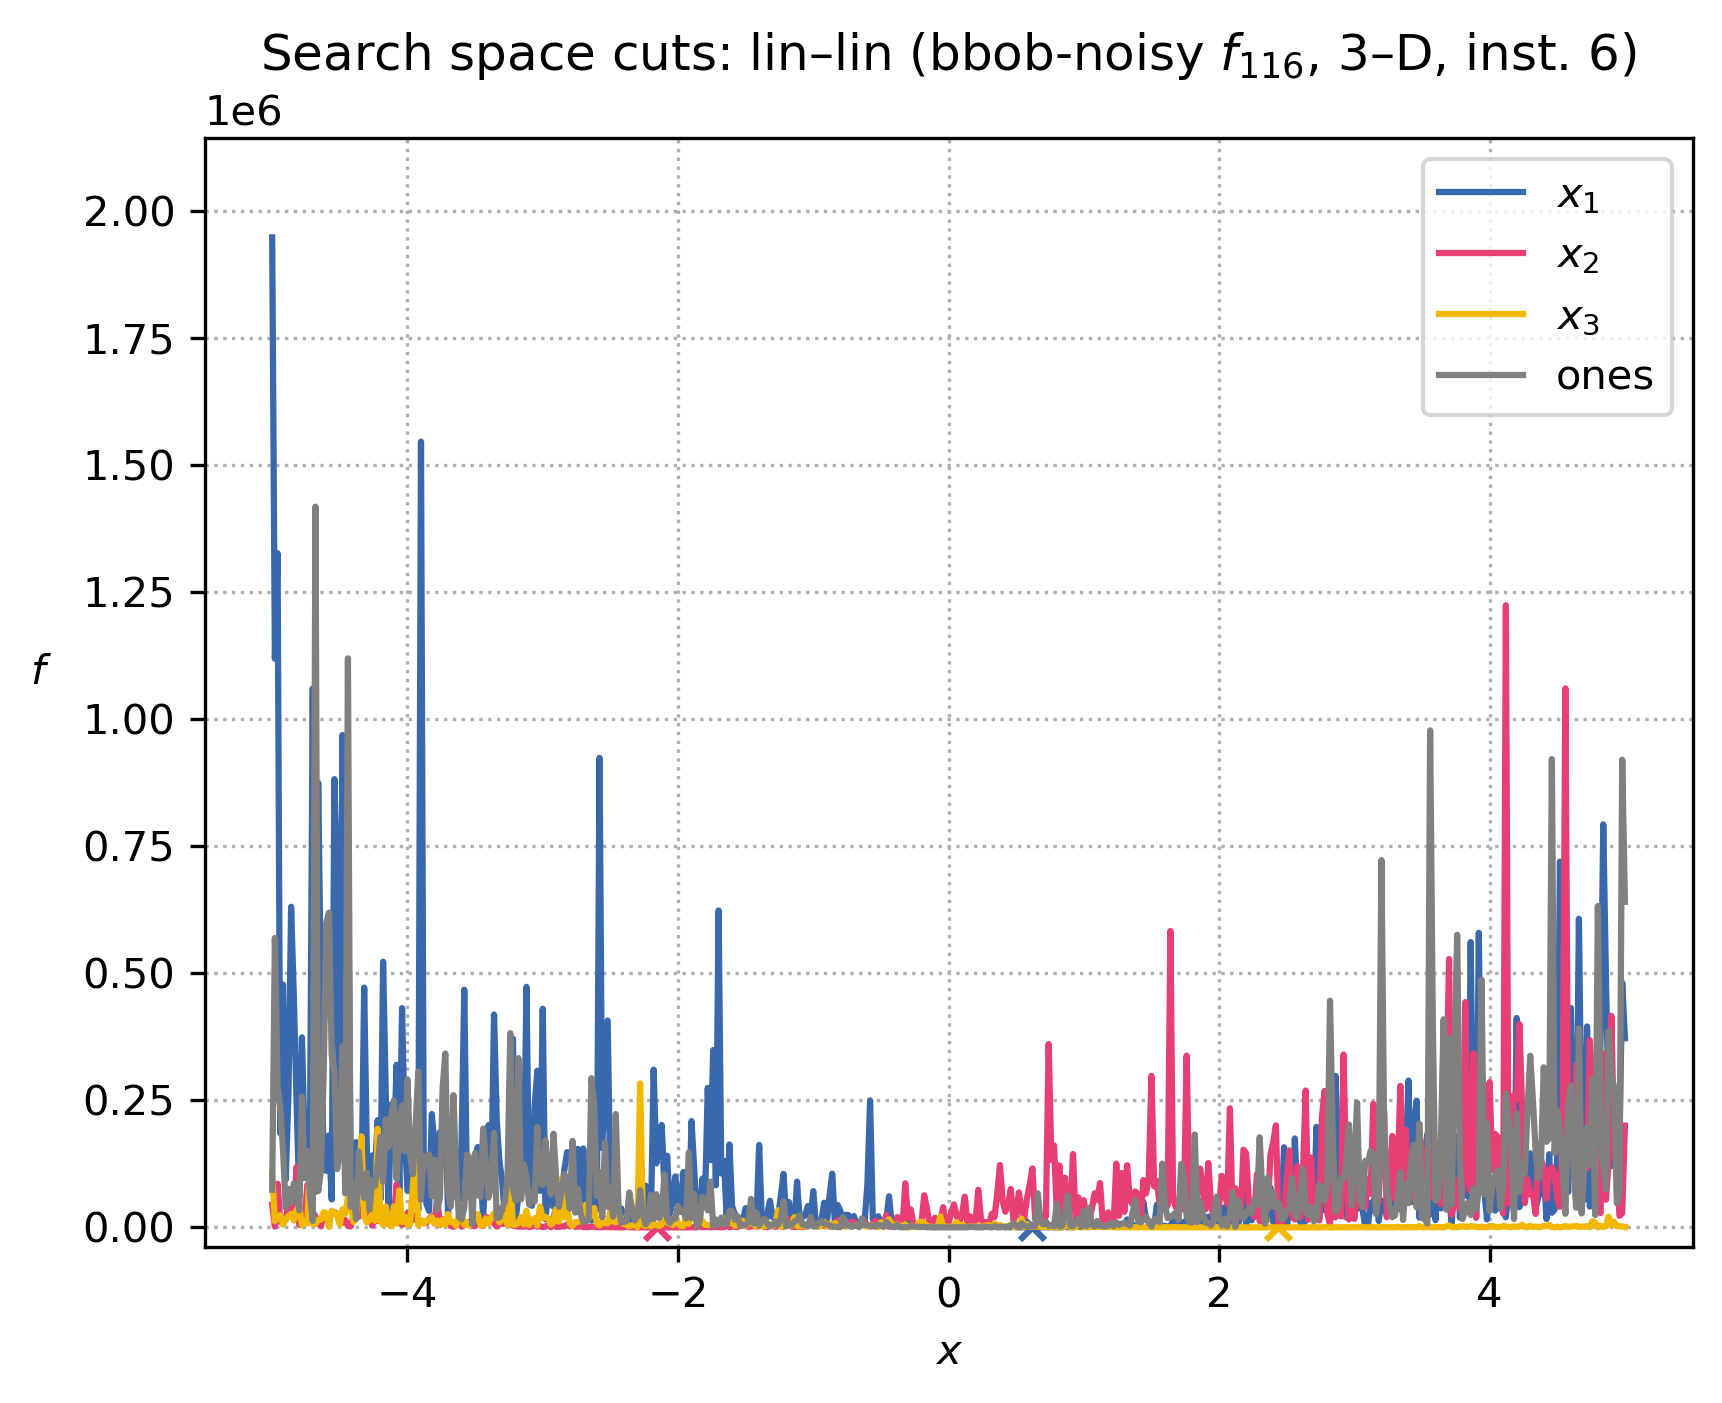 Search space cuts: lin–lin (bbob-noisy f₁₁₆, 3–D, inst. 6)
1e6
2.00
1.75
1.50
1.25
1.00
0.75
0.50
0.25
0.00
f
x₁
x₂
x₃
ones
−4
−2
0
2
4
x